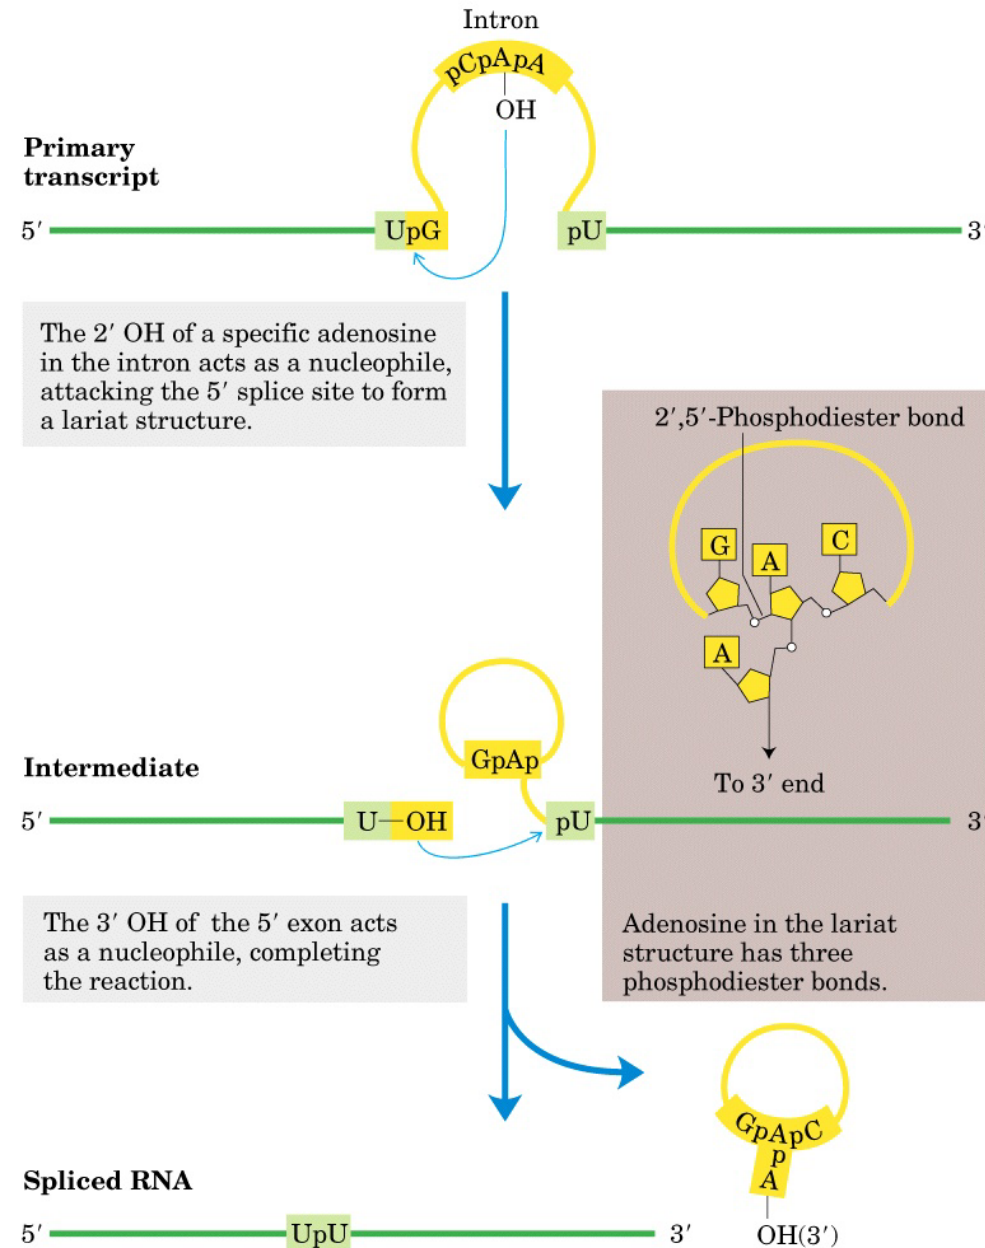 Intron
pCpApA
OH
Primary
transcript
5′
UpG
pU
3′
The 2′ OH of a specific adenosine
in the intron acts as a nucleophile,
attacking the 5′ splice site to form
a lariat structure.
2′,5′-Phosphodiester bond
G
A
C
A
To 3′ end
Adenosine in the lariat
structure has three
phosphodiester bonds.
Intermediate
GpAp
5′
U—OH
pU
3′
The 3′ OH of the 5′ exon acts
as a nucleophile, completing
the reaction.
GpApC
p
A
OH(3′)
Spliced RNA
5′
UpU
3′